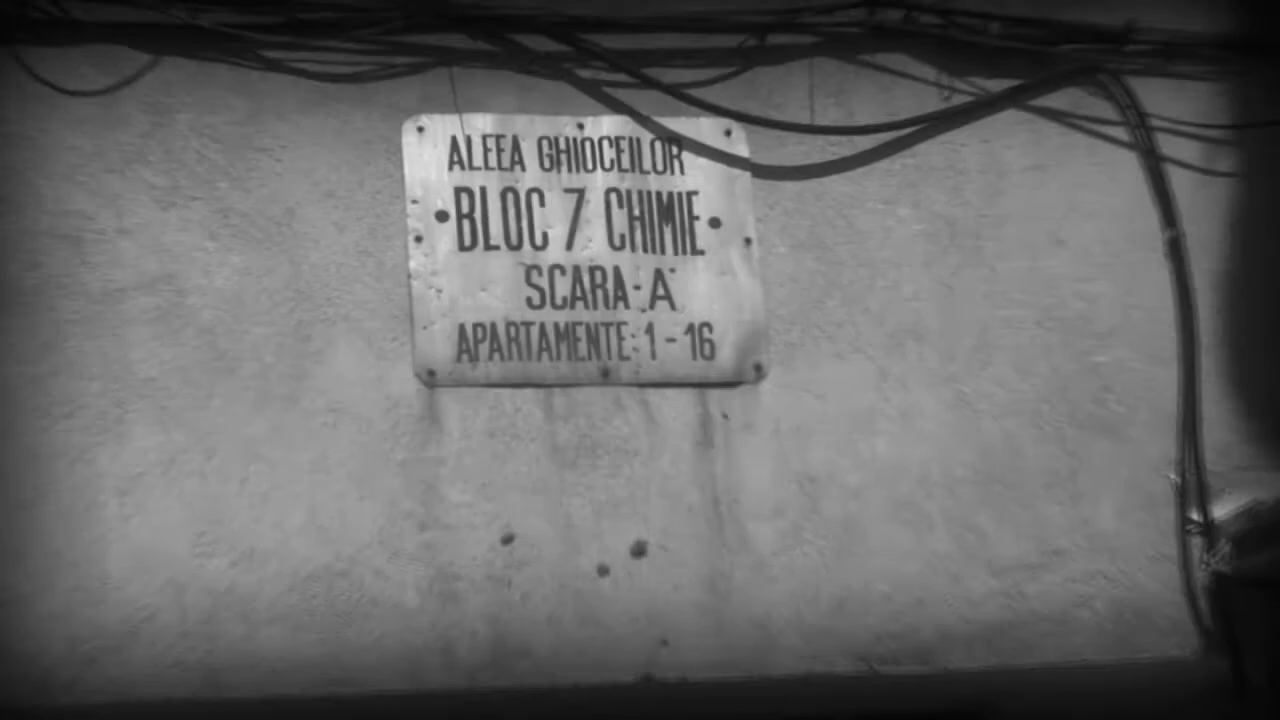 ALEEA GHIOCEILOR
BLOC 7 CHIMIE
SCARA A
APARTAMENTE: 1 - 16